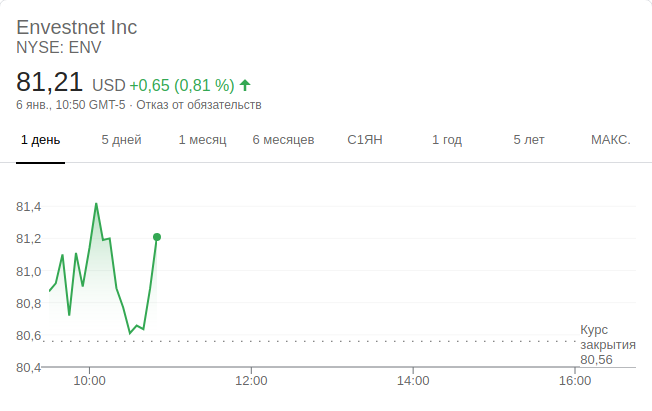 Envestnet Inc
NYSE: ENV
81,21 USD +0,65 (0,81 %)
6 янв., 10:50 GMT-5 · Отказ от обязательств
1 день 5 дней 1 месяц 6 месяцев С1ЯН 1 год 5 лет МАКС.
81,4
81,2
81,0
80,8
80,6
80,4
Курс
закрытия
80,56
10:00 12:00 14:00 16:00